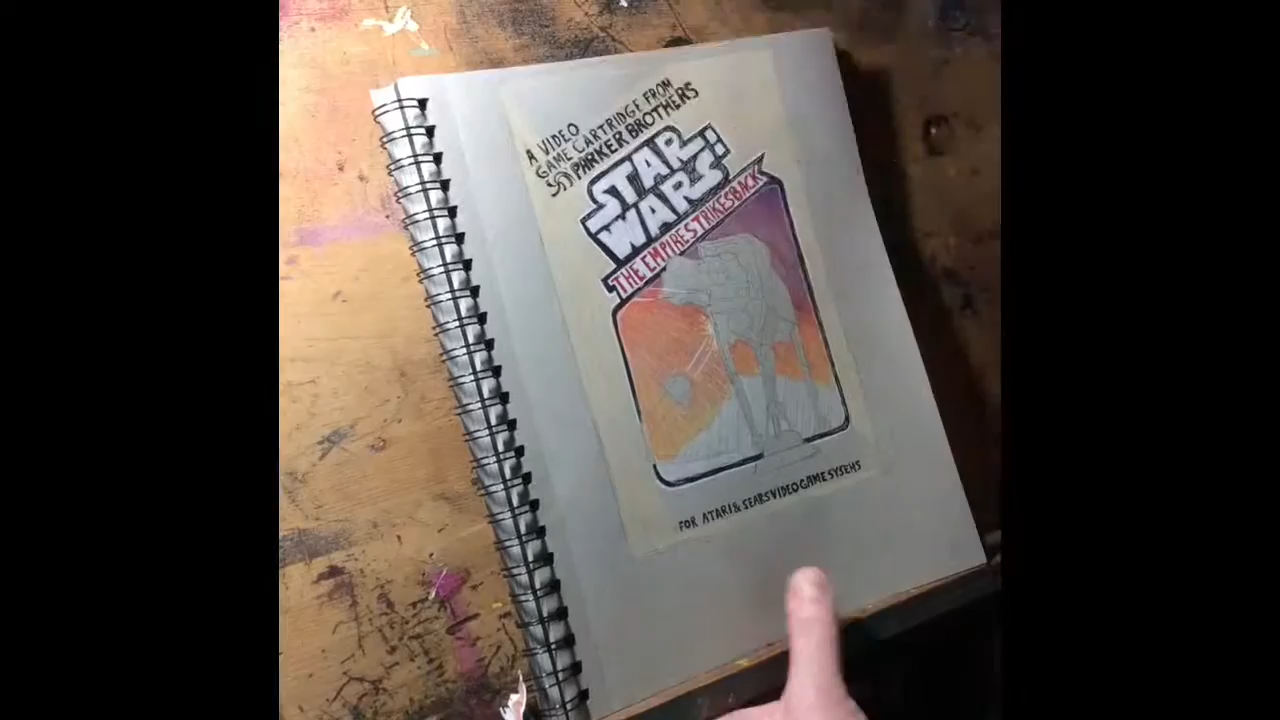 A VIDEO
GAME CARTRIDGE FROM
PARKER BROTHERS
STAR
WARS:
THE EMPIRE STRIKES BACK
FOR ATARI & SEARS VIDEO GAME SYSEMS